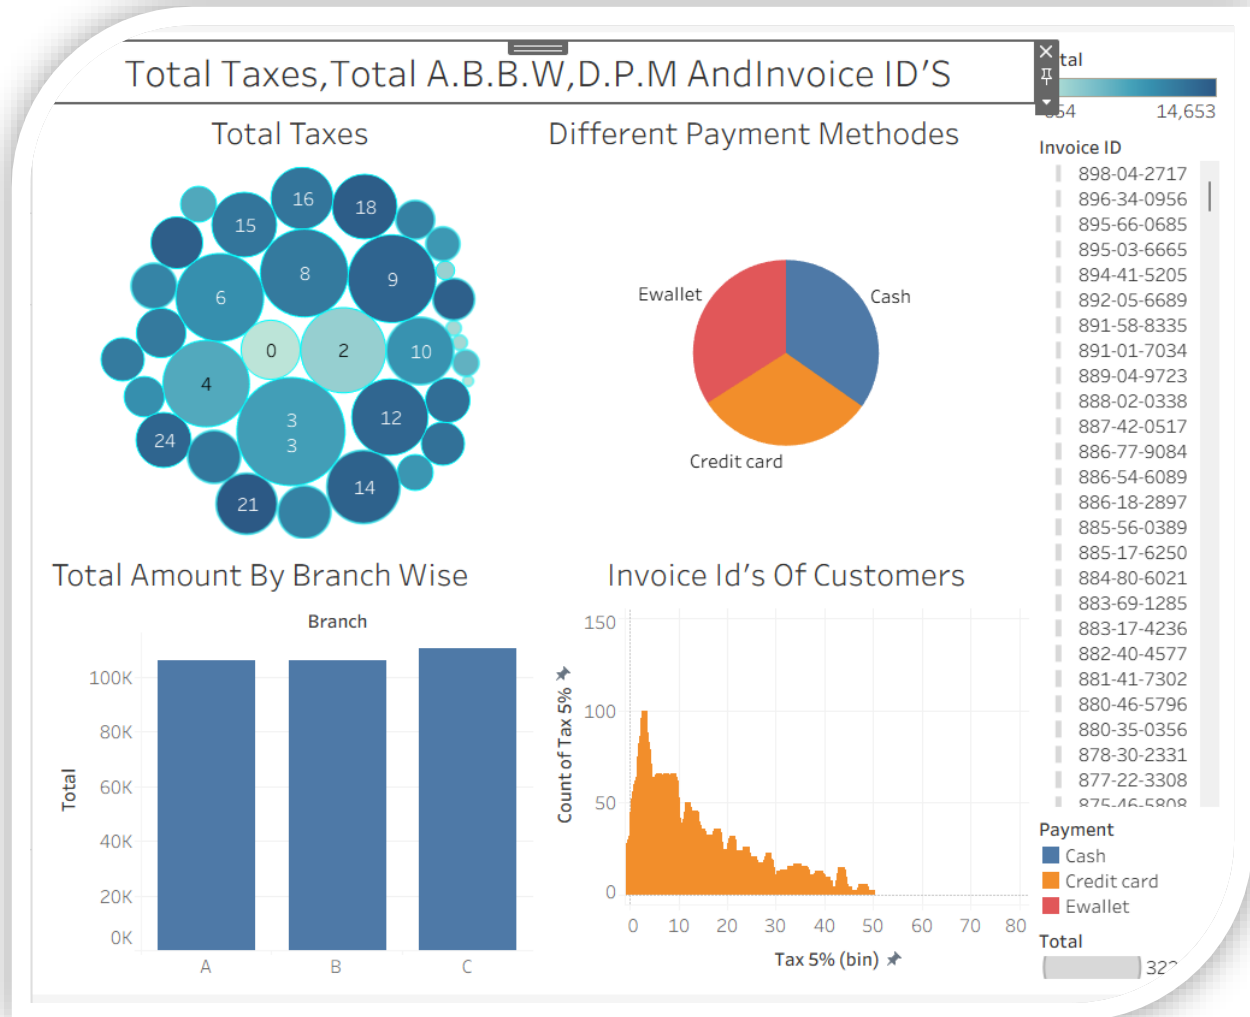 Total Taxes,Total A.B.B.W,D.P.M AndInvoice ID'S
Total Taxes
16
18
15
8
9
6
0
2
10
4
3
3
12
24
14
21
Different Payment Methodes
Ewallet
Cash
Credit card
Total Amount By Branch Wise
Branch
100K
80K
60K
40K
20K
0K
Total
A B C
Invoice Id's Of Customers
150
100
50
0
Count of Tax 5%
0 10 20 30 40 50 60 70 80
Tax 5% (bin)
14,653
Invoice ID
898-04-2717
896-34-0956
895-66-0685
895-03-6665
894-41-5205
892-05-6689
891-58-8335
891-01-7034
889-04-9723
888-02-0338
887-42-0517
886-77-9084
886-54-6089
886-18-2897
885-56-0389
885-17-6250
884-80-6021
883-69-1285
883-17-4236
882-40-4577
881-41-7302
880-46-5796
880-35-0356
878-30-2331
877-22-3308
875-46-5808
Payment
Cash
Credit card
Ewallet
Total